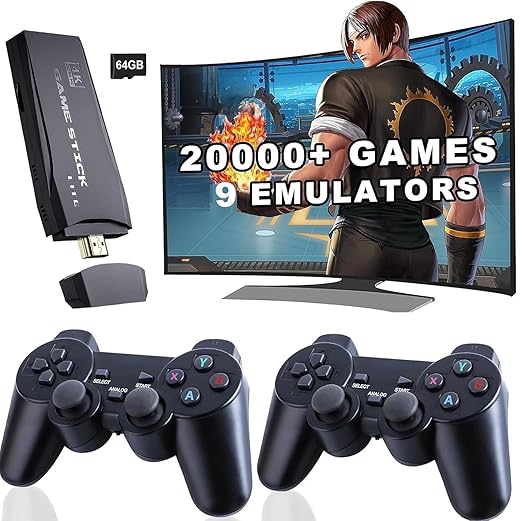 64GB
4K
GAME STICK
20000+ GAMES
9 EMULATORS
SELECT
START
ANALOG
Y
X
B
A
SELECT
START
ANALOG
Y
X
B
A